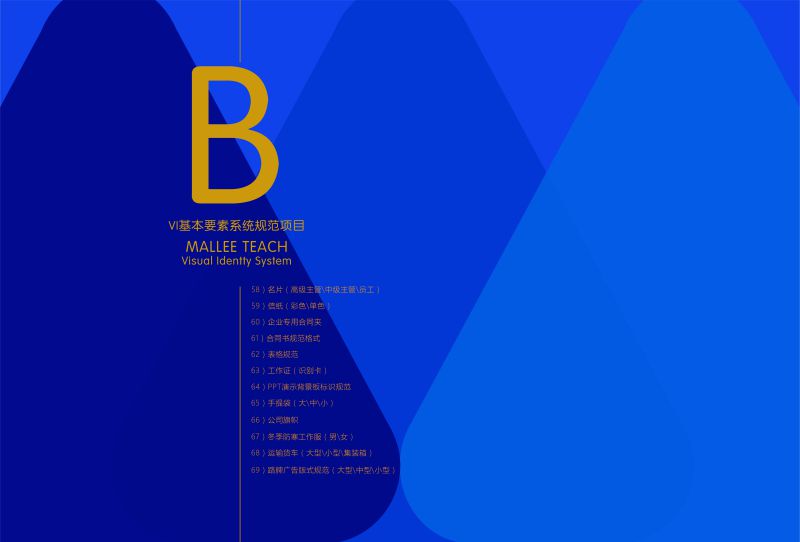 B
VI基本要素系统规范项目
MALLEE TEACH
Visual Identty System
58）名片（高级主管\中级主管\员工）
59）信纸（彩色\单色）
60）企业专用合同夹
61）合同书规范格式
62）表格规范
63）工作证（识别卡）
64）PPT演示背景板标识规范
65）手提袋（大\中\小）
66）公司旗帜
67）冬季防寒工作服（男\女）
68）运输货车（大型\小型\集装箱）
69）路牌广告版式规范（大型\中型\小型）